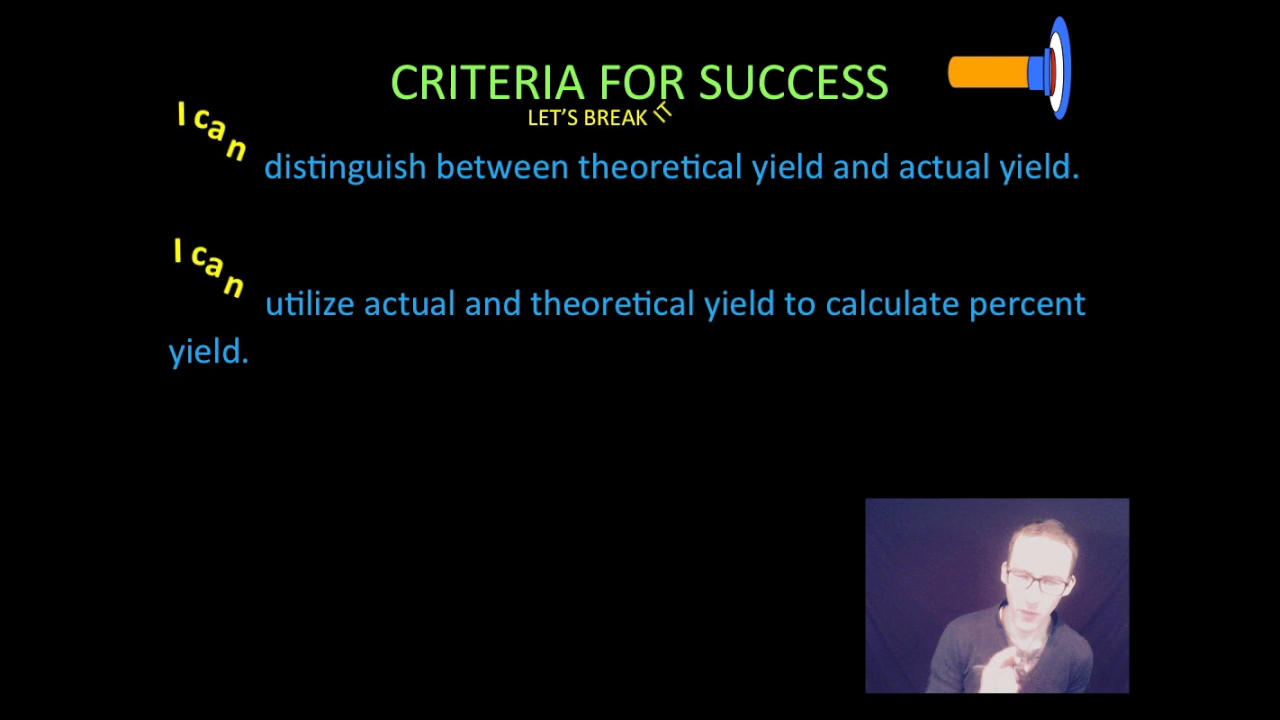 CRITERIA FOR SUCCESS
LET'S BREAK IT
I can distinguish between theoretical yield and actual yield.
I can utilize actual and theoretical yield to calculate percent
yield.